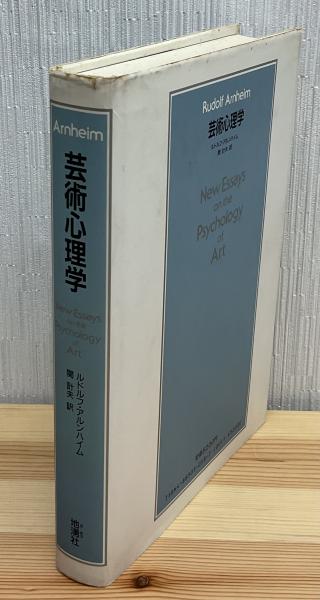 Arnheim
芸術心理学
New Essays
on the
Psychology
of
Art
ルドルフ・アルンハイム
関 計夫 訳
地湧社
Rudolf Arnheim
芸術心理学
ルドルフ・アルンハイム
関 計夫 訳
New Essays
on the
Psychology
of
Art